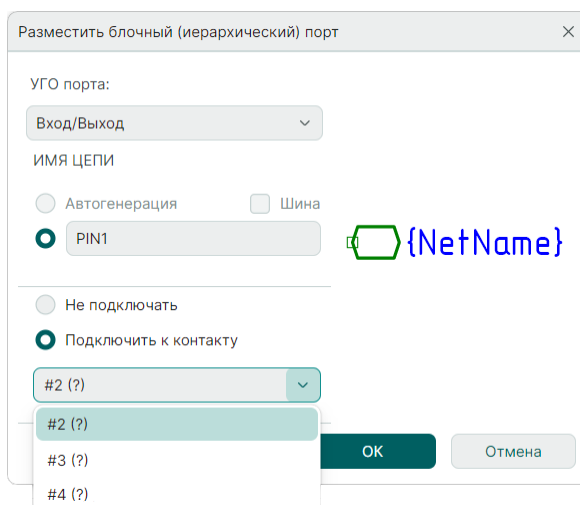 Разместить блочный (иерархический) порт
УГО порта:
Вход/Выход
ИМЯ ЦЕПИ
Автогенерация Шина
PIN1
{NetName}
Не подключать
Подключить к контакту
#2 (?)
#2 (?)
#3 (?)
#4 (?)
ОК Отмена